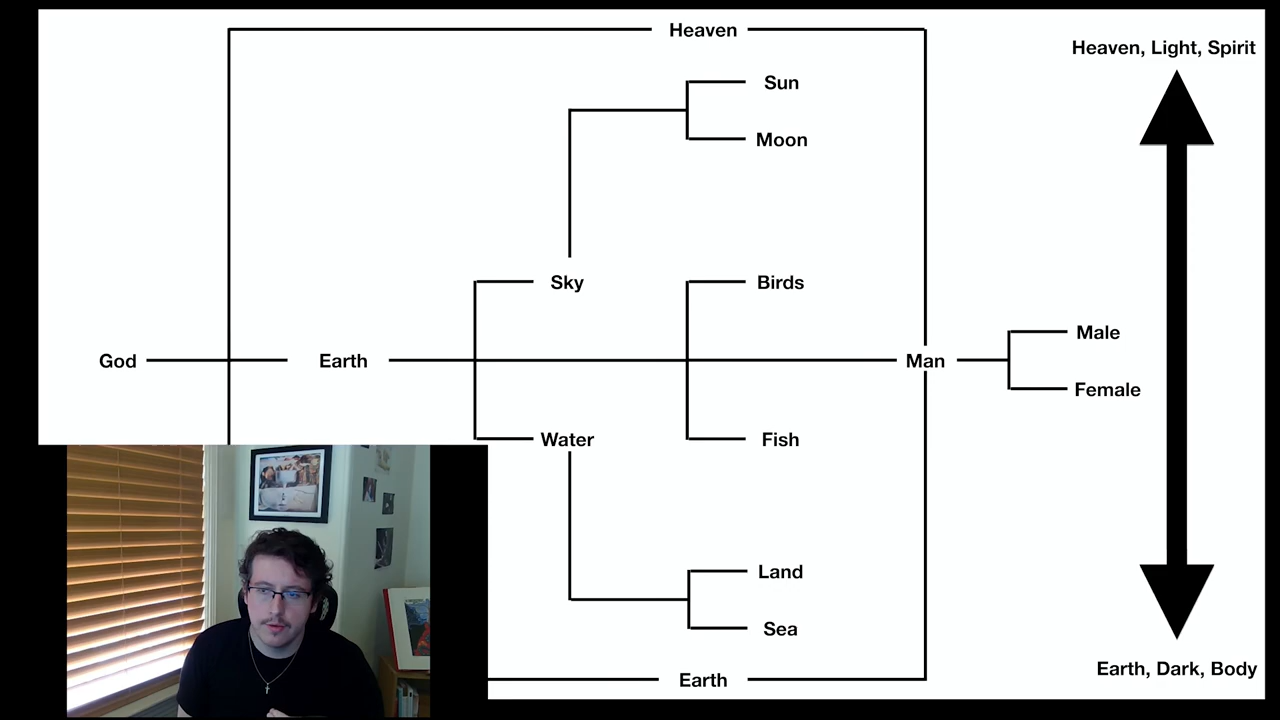 Heaven
Heaven, Light, Spirit
Sun
Moon
Sky
Birds
Male
God
Earth
Man
Female
Water
Fish
Land
Sea
Earth, Dark, Body
Earth